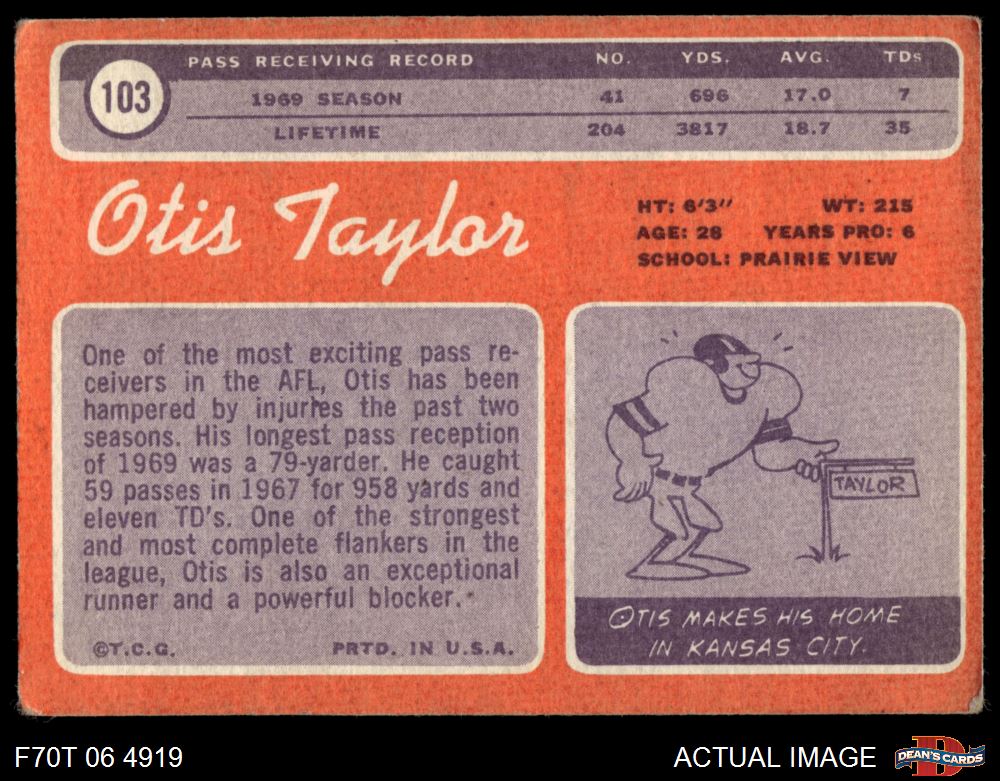 103
PASS RECEIVING RECORD NO. YDS. AVG. TDs
1969 SEASON 41 696 17.0 7
LIFETIME 204 3817 18.7 35
Otis Taylor
HT: 6'3" WT: 215
AGE: 28 YEARS PRO: 6
SCHOOL: PRAIRIE VIEW
One of the most exciting pass re-
ceivers in the AFL, Otis has been
hampered by injuries the past two
seasons. His longest pass reception
of 1969 was a 79-yarder. He caught
59 passes in 1967 for 958 yards and
eleven TD's. One of the strongest
and most complete flankers in the
league, Otis is also an exceptional
runner and a powerful blocker.
©T.C.G. PRTD. IN U.S.A.
TAYLOR
OTIS MAKES HIS HOME
IN KANSAS CITY.
F70T 06 4919 ACTUAL IMAGE
D
DEAN'S CARDS